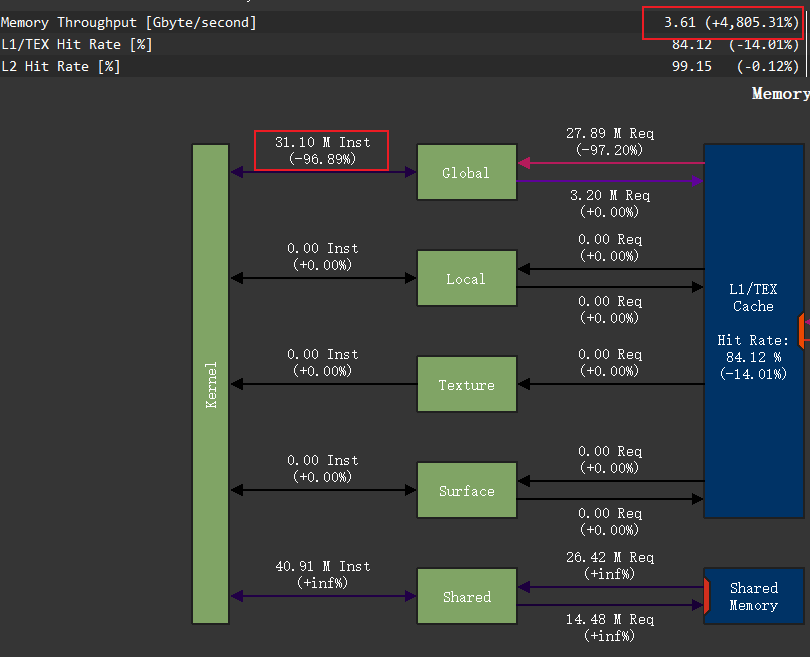 Memory Throughput [Gbyte/second] 3.61 (+4,805.31%)
L1/TEX Hit Rate [%] 84.12 (-14.01%)
L2 Hit Rate [%] 99.15 (-0.12%)
Memory
31.10 M Inst
(-96.89%)
Global
27.89 M Req
(-97.20%)
3.20 M Req
(+0.00%)
0.00 Inst
(+0.00%)
Local
0.00 Req
(+0.00%)
0.00 Req
(+0.00%)
L1/TEX
Cache
Hit Rate:
84.12 %
(-14.01%)
Kernel
0.00 Inst
(+0.00%)
Texture
0.00 Req
(+0.00%)
0.00 Inst
(+0.00%)
Surface
0.00 Req
(+0.00%)
0.00 Req
(+0.00%)
40.91 M Inst
(+inf%)
Shared
26.42 M Req
(+inf%)
14.48 M Req
(+inf%)
Shared
Memory